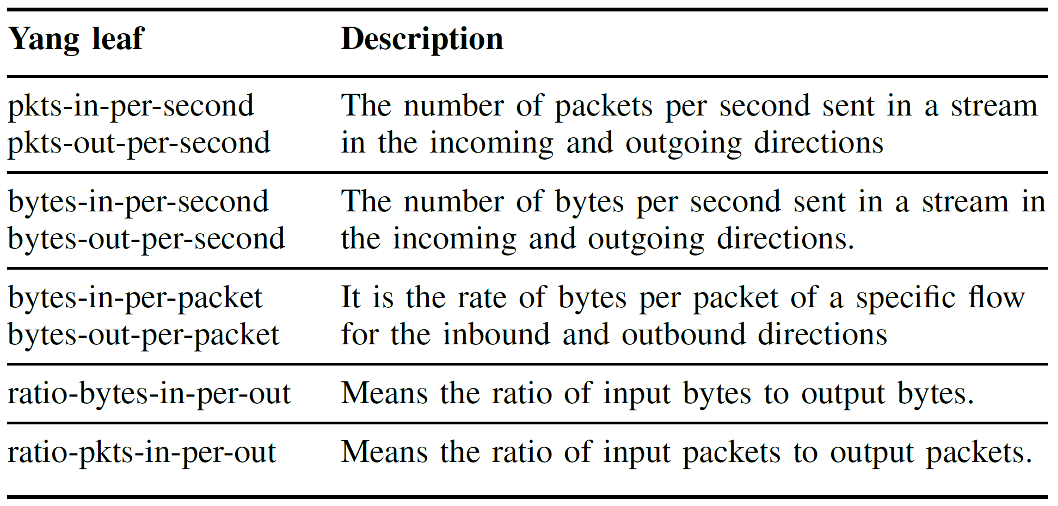 Yang leaf Description
pkts-in-per-second The number of packets per second sent in a stream
pkts-out-per-second in the incoming and outgoing directions
bytes-in-per-second The number of bytes per second sent in a stream in
bytes-out-per-second the incoming and outgoing directions.
bytes-in-per-packet It is the rate of bytes per packet of a specific flow
bytes-out-per-packet for the inbound and outbound directions
ratio-bytes-in-per-out Means the ratio of input bytes to output bytes.
ratio-pkts-in-per-out Means the ratio of input packets to output packets.